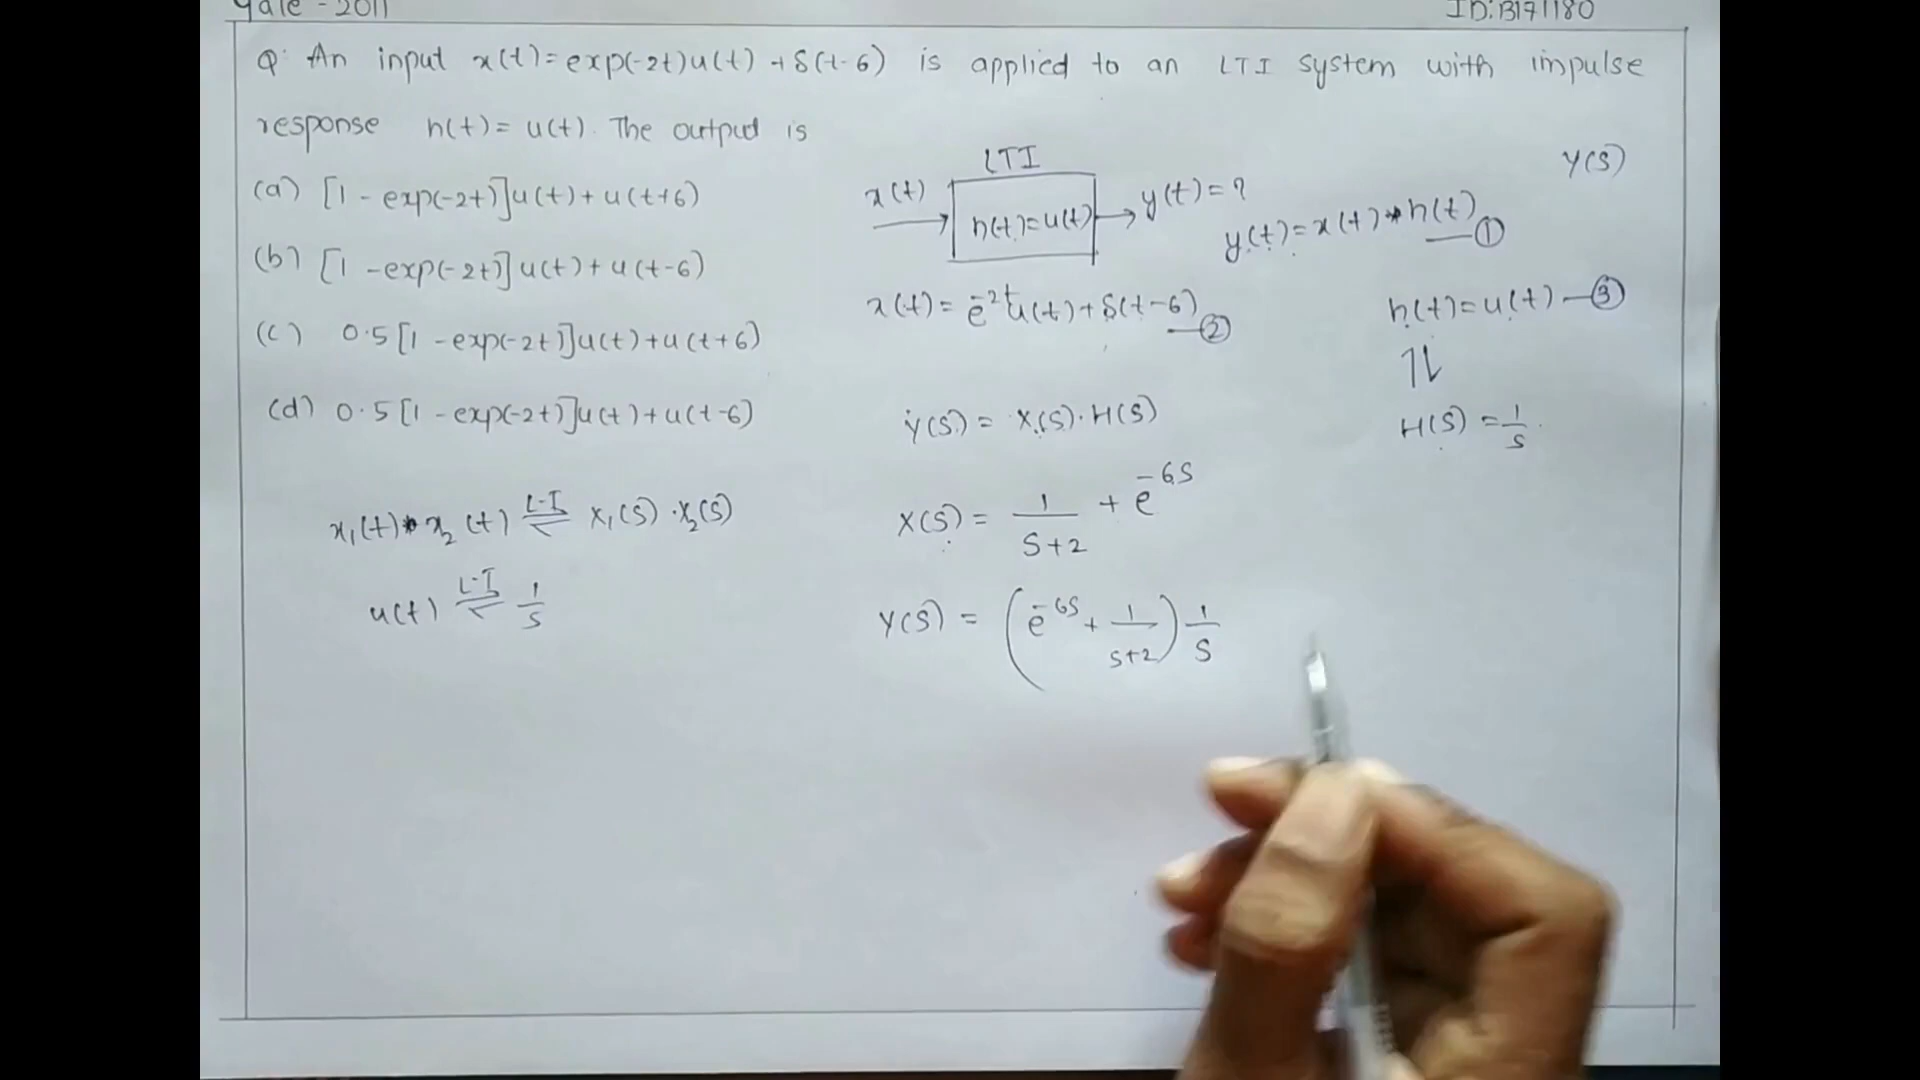 Gate - 2011
ID: B171180
Q: An input x(t)=exp(-2t)u(t)+δ(t-6) is applied to an LTI system with impulse
response h(t)=u(t). The output is
(a) [1-exp(-2t)]u(t)+u(t+6)
(b) [1-exp(-2t)]u(t)+u(t-6)
(c) 0.5[1-exp(-2t)]u(t)+u(t+6)
(d) 0.5[1-exp(-2t)]u(t)+u(t-6)
x₁(t)*x₂(t) L.T ⇌ X₁(S).X₂(S)
u(t) L.T ⇌ 1/S
LTI
x(t) → h(t)=u(t) → y(t)=?
Y(S)
y(t)=x(t)*h(t) —①
x(t)=e^-2t u(t)+δ(t-6) —②
h(t)=u(t) —③
⇅
Y(S)=X(S).H(S)
H(S)=1/S.
X(S)=1/(S+2)+e^-6S
Y(S)=(e^-6S+1/(S+2))1/S